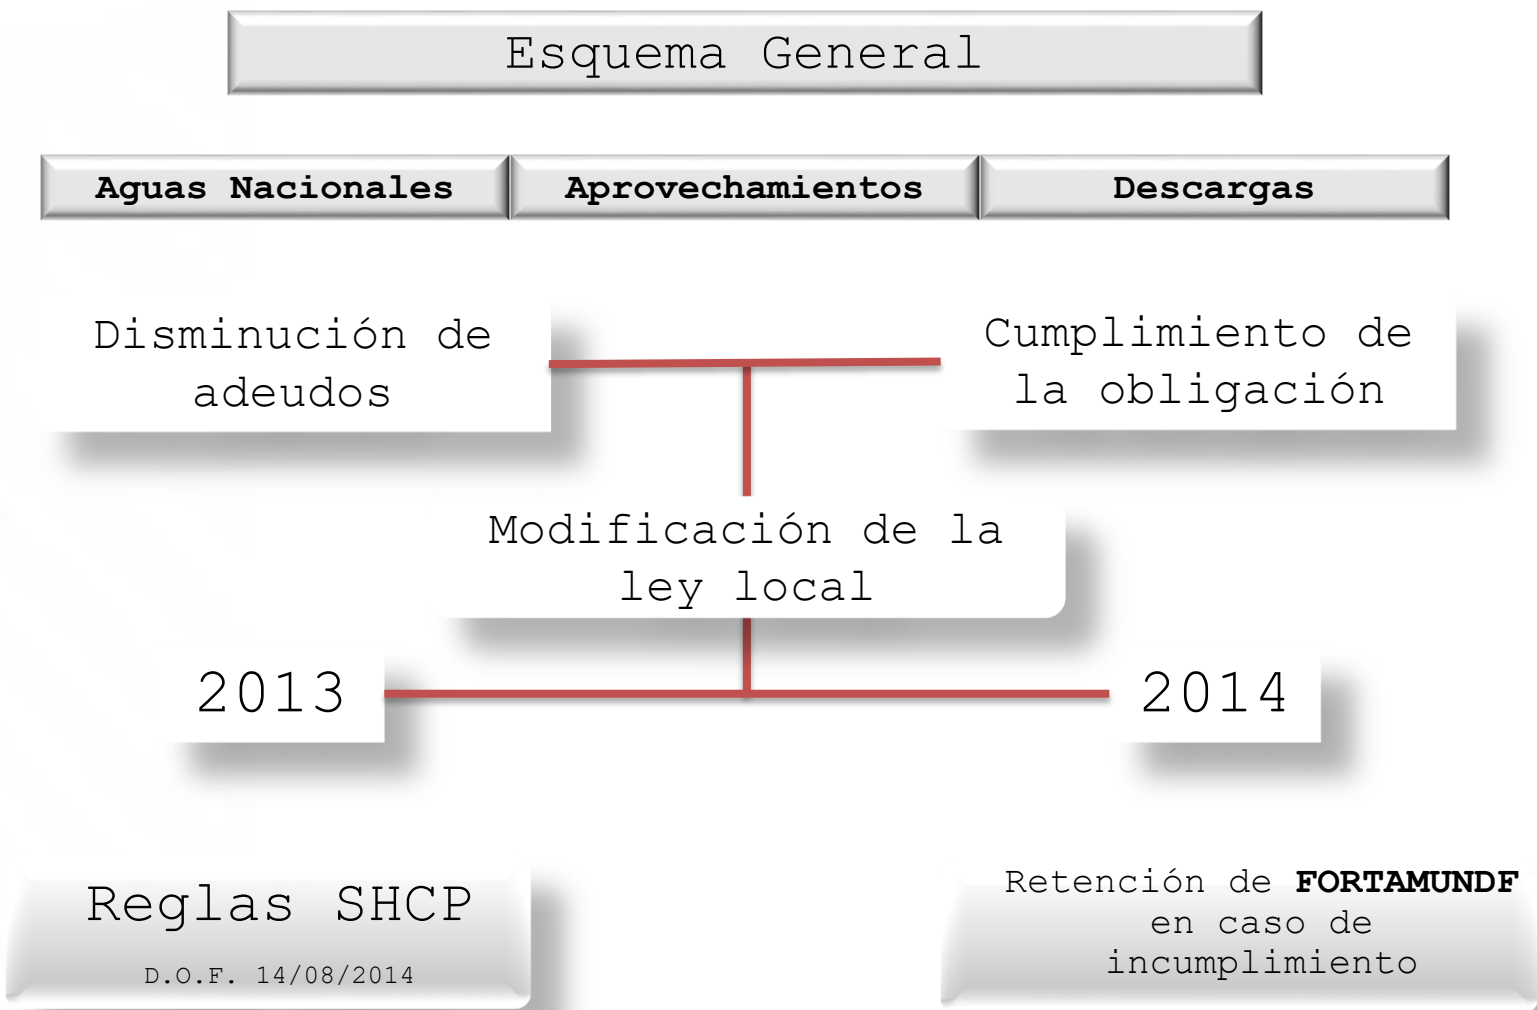 Esquema General
Aguas Nacionales
Aprovechamientos
Descargas
Disminución de
adeudos
Cumplimiento de
la obligación
Modificación de la
ley local
2013
2014
Reglas SHCP
D.O.F. 14/08/2014
Retención de FORTAMUNDF
en caso de
incumplimiento